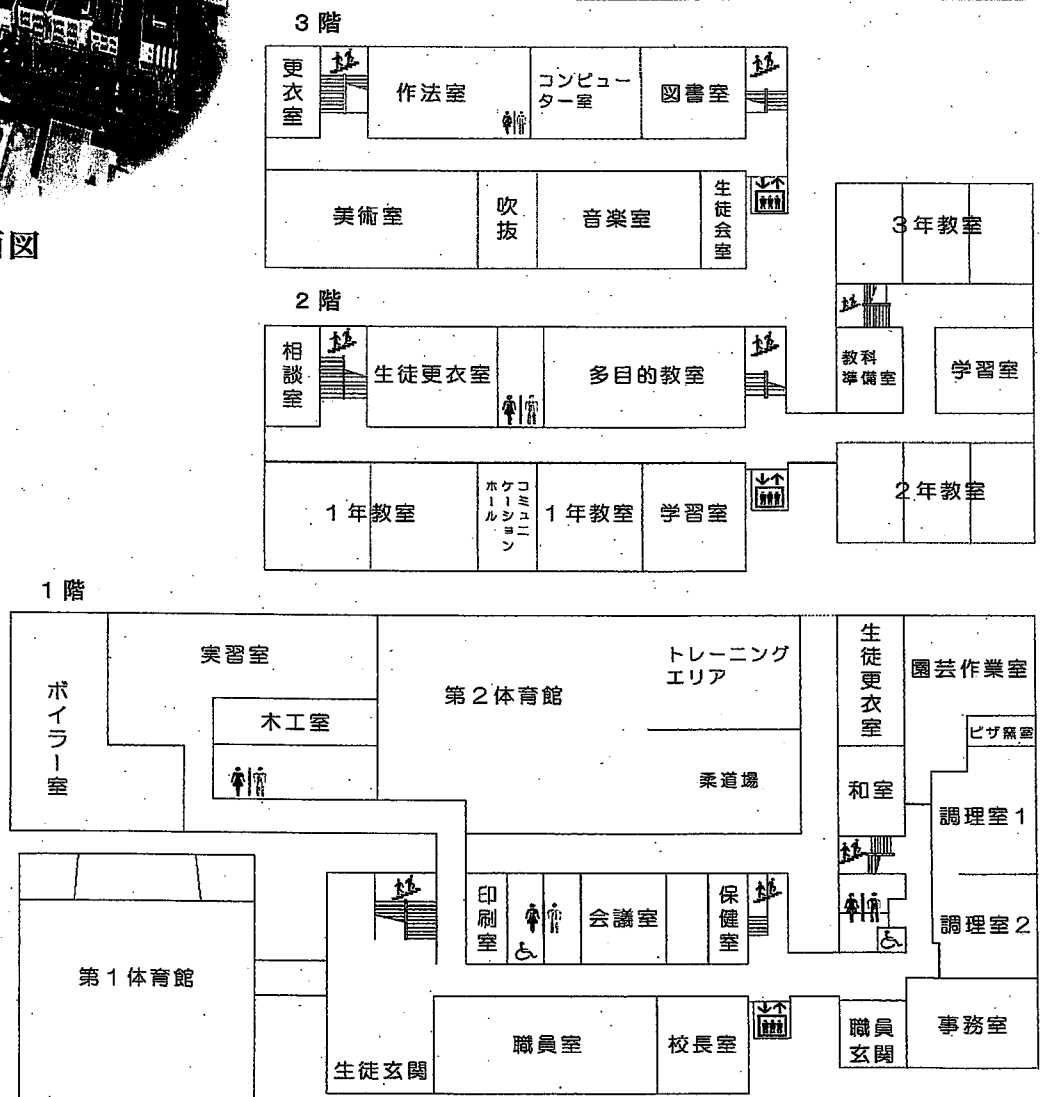 面図
3階
更衣室
作法室
コンピュー
ター室
図書室
美術室
吹抜
音楽室
生徒会室
2階
相談室
生徒更衣室
多目的教室
1年教室
コミュニ
ケーション
ホール
1年教室
学習室
3年教室
教科
準備室
学習室
2年教室
1階
ボイラー室
実習室
木工室
第2体育館
トレーニング
エリア
柔道場
生徒更衣室
園芸作業室
ピザ窯室
和室
調理室1
調理室2
第1体育館
印刷室
会議室
保健室
生徒玄関
職員室
校長室
職員
玄関
事務室